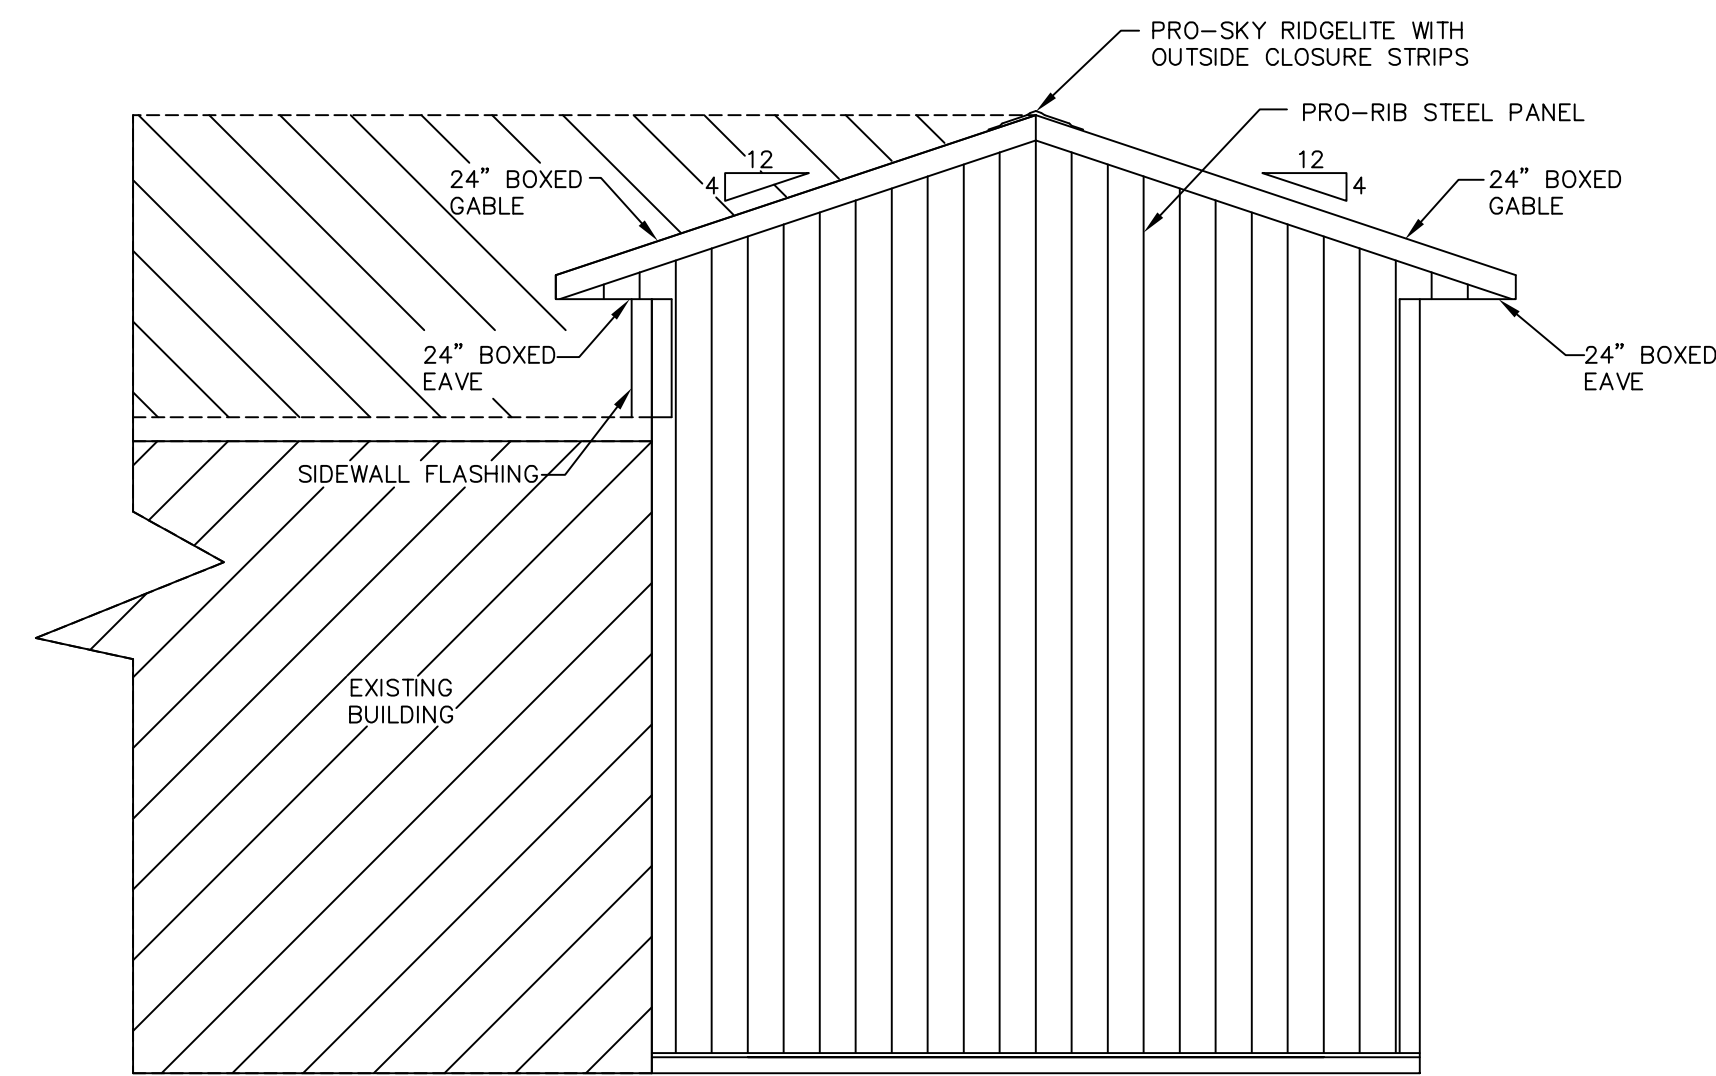 PRO-SKY RIDGELITE WITH
OUTSIDE CLOSURE STRIPS
PRO-RIB STEEL PANEL
12
4
12
4
24" BOXED
GABLE
24" BOXED
GABLE
24" BOXED
EAVE
24" BOXED
EAVE
SIDEWALL FLASHING
EXISTING
BUILDING